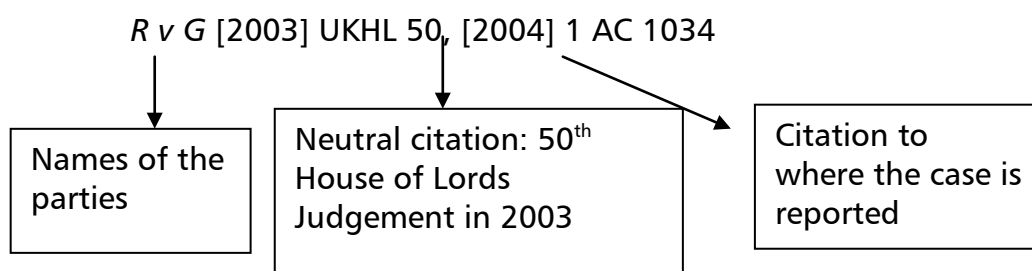 R v G [2003] UKHL 50, [2004] 1 AC 1034
Names of the
parties
Neutral citation: 50th
House of Lords
Judgement in 2003
Citation to
where the case is
reported